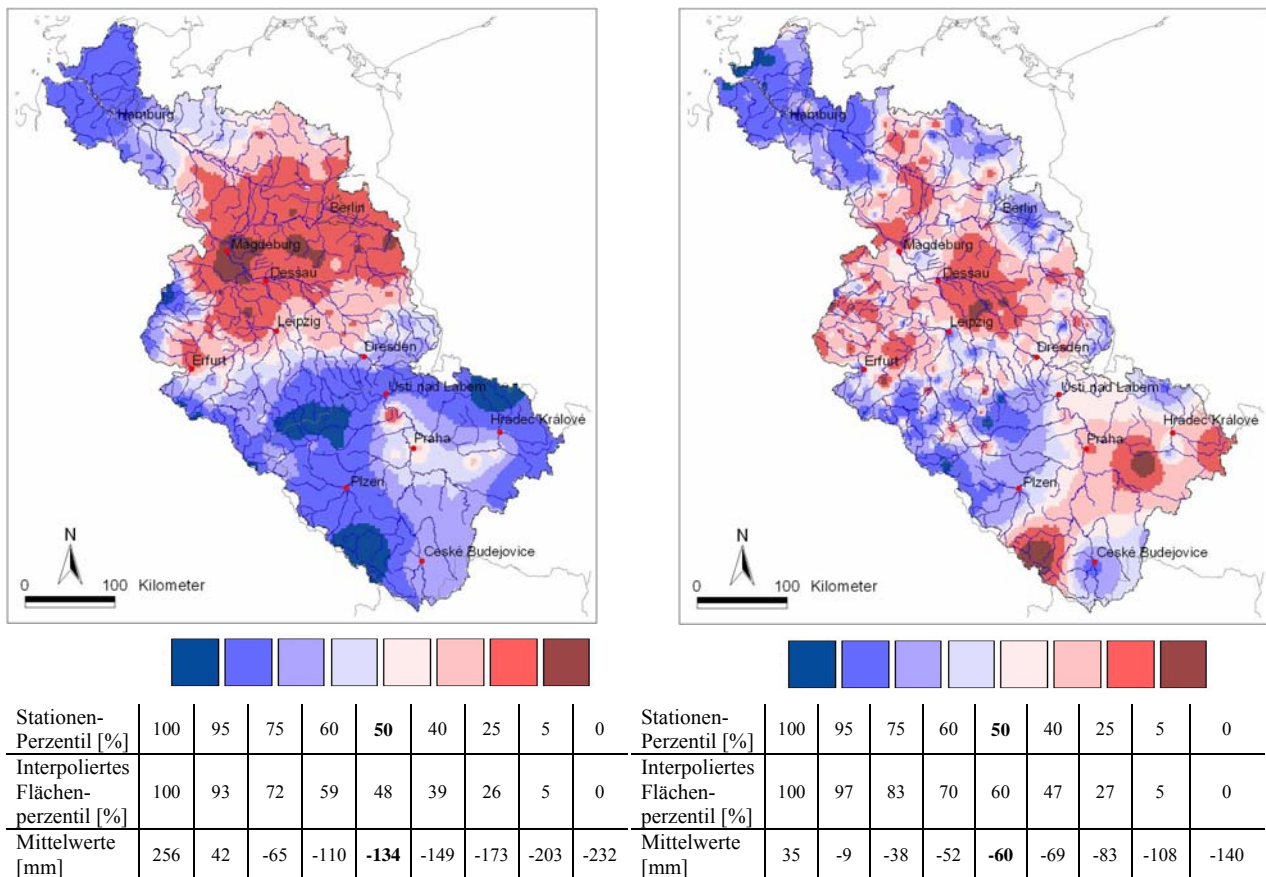 Hamburg
Berlin
Magdeburg
Dessau
Leipzig
Dresden
Erfurt
Usti nad Labem
Hradec Králové
Praha
Plzen
Ceské Budejovice
N
0 100 Kilometer
Hamburg
Berlin
Magdeburg
Dessau
Leipzig
Dresden
Erfurt
Usti nad Labem
Hradec Králové
Praha
Plzen
Ceské Budejovice
N
0 100 Kilometer
Stationen-
Perzentil [%] 100 95 75 60 50 40 25 5 0
Interpoliertes
Flächen-
perzentil [%] 100 93 72 59 48 39 26 5 0
Mittelwerte
[mm] 256 42 -65 -110 -134 -149 -173 -203 -232
Stationen-
Perzentil [%] 100 95 75 60 50 40 25 5 0
Interpoliertes
Flächen-
perzentil [%] 100 97 83 70 60 47 27 5 0
Mittelwerte
[mm] 35 -9 -38 -52 -60 -69 -83 -108 -140